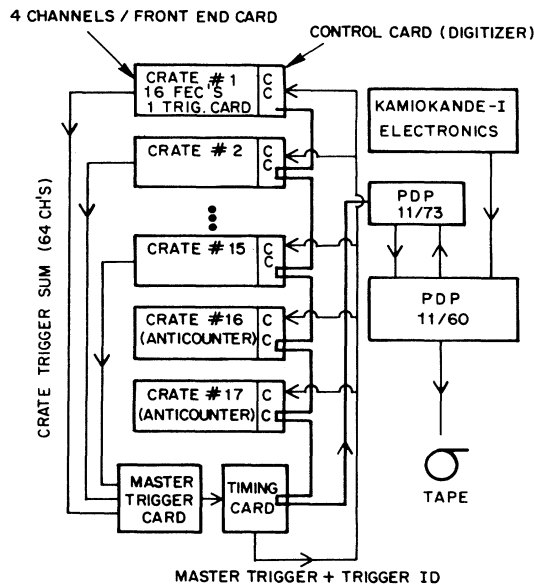 4 CHANNELS / FRONT END CARD
CONTROL CARD (DIGITIZER)
CRATE #1
16 FEC'S
1 TRIG. CARD
C
C
KAMIOKANDE-I
ELECTRONICS
CRATE #2
C
C
PDP
11/73
CRATE #15
C
C
PDP
11/60
CRATE #16
(ANTICOUNTER)
C
C
CRATE #17
(ANTICOUNTER)
C
C
CRATE TRIGGER SUM (64 CH'S)
MASTER
TRIGGER
CARD
TIMING
CARD
TAPE
MASTER TRIGGER + TRIGGER ID